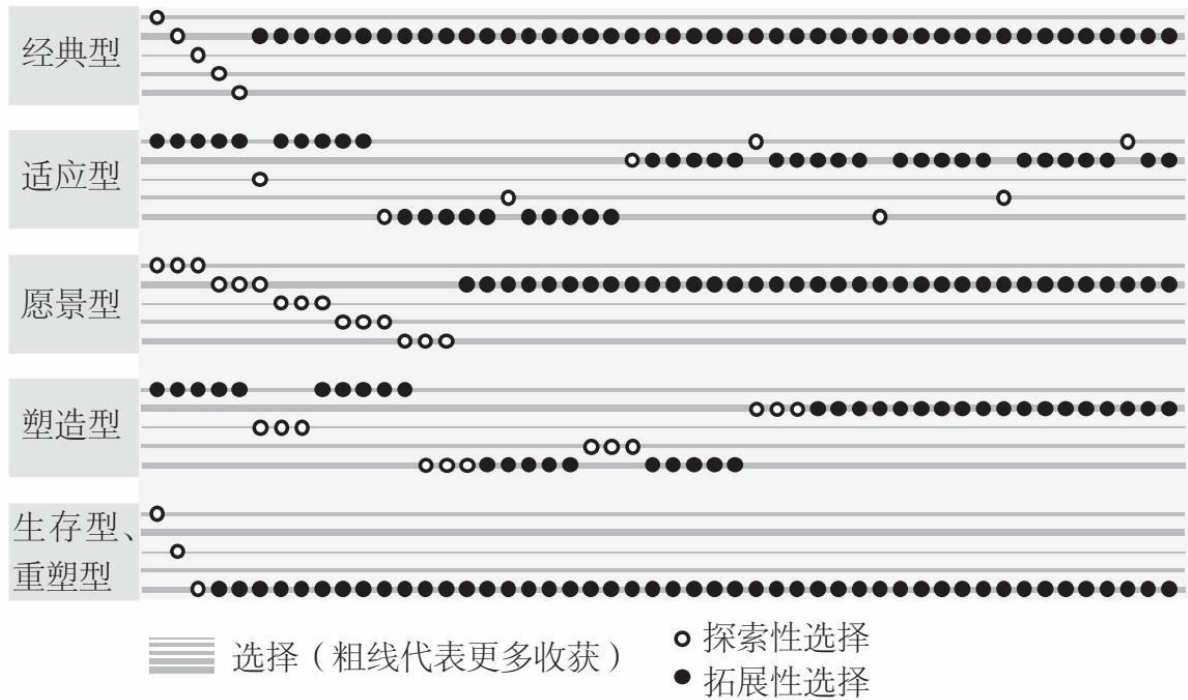 经典型
适应型
愿景型
塑造型
生存型、
重塑型
选择（粗线代表更多收获）
探索性选择
拓展性选择